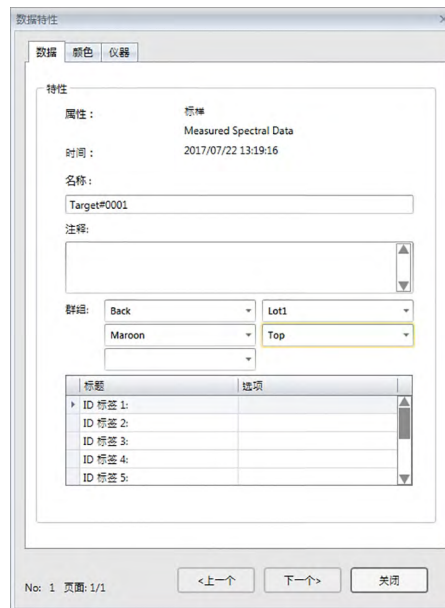 数据特性
数据 颜色 仪器
特性
属性： 标样
Measured Spectral Data
时间： 2017/07/22 13:19:16
名称：
Target#0001
注释:
群组: Back Lot1
Maroon Top
标题 选项
ID 标签 1:
ID 标签 2:
ID 标签 3:
ID 标签 4:
ID 标签 5:
No: 1 页面: 1/1 <上一个 下一个> 关闭